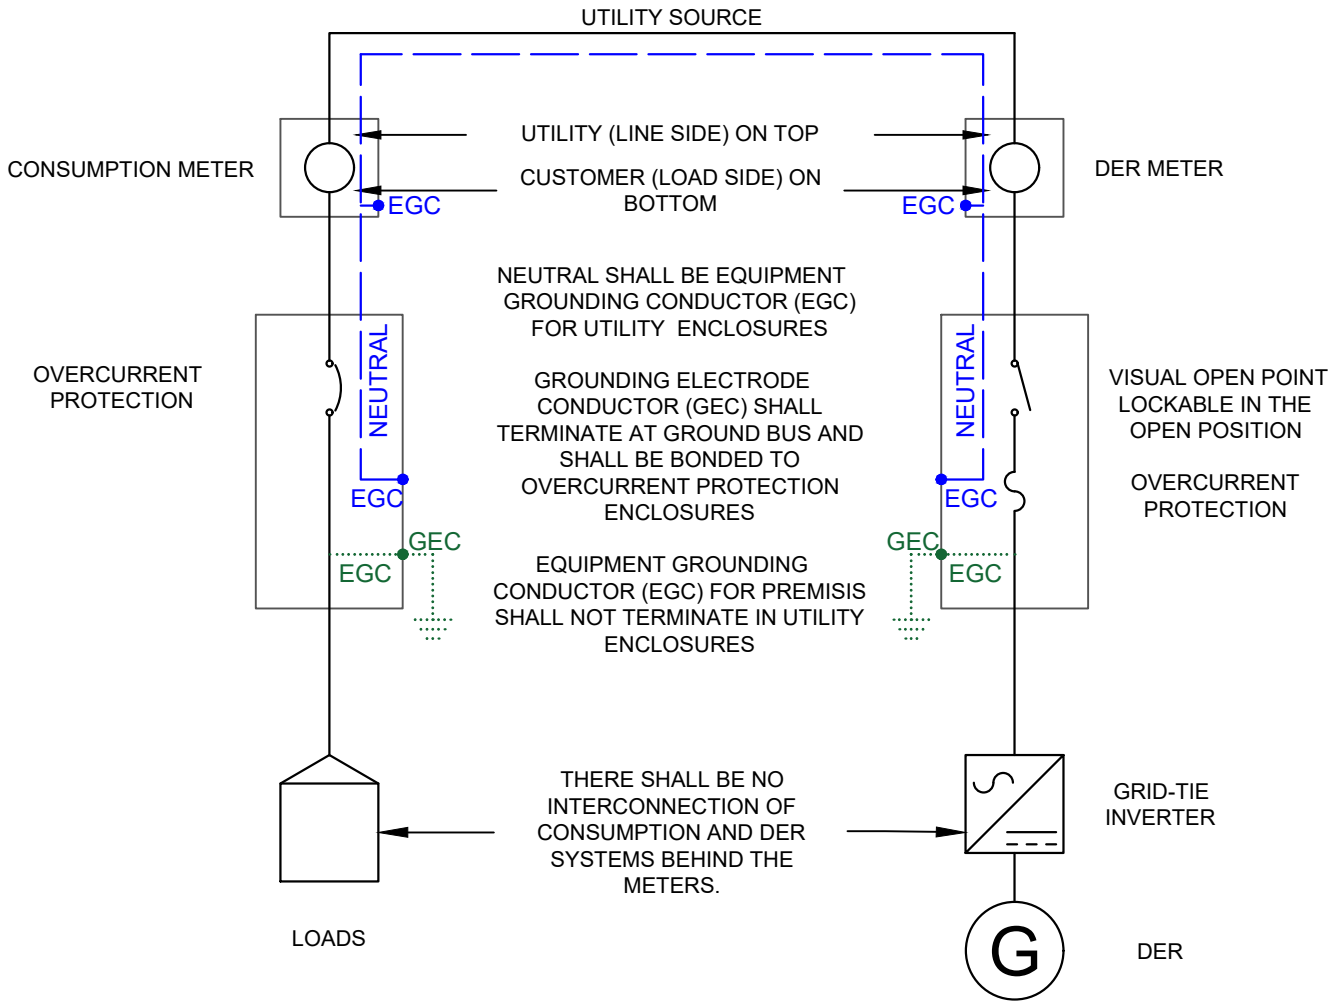 UTILITY SOURCE
UTILITY (LINE SIDE) ON TOP
CONSUMPTION METER
CUSTOMER (LOAD SIDE) ON
BOTTOM
DER METER
EGC
EGC
NEUTRAL SHALL BE EQUIPMENT
GROUNDING CONDUCTOR (EGC)
FOR UTILITY ENCLOSURES
OVERCURRENT
PROTECTION
NEUTRAL
GROUNDING ELECTRODE
CONDUCTOR (GEC) SHALL
TERMINATE AT GROUND BUS AND
SHALL BE BONDED TO
OVERCURRENT PROTECTION
ENCLOSURES
NEUTRAL
VISUAL OPEN POINT
LOCKABLE IN THE
OPEN POSITION
OVERCURRENT
PROTECTION
EGC
EGC
GEC
EGC
GEC
EGC
EQUIPMENT GROUNDING
CONDUCTOR (EGC) FOR PREMISIS
SHALL NOT TERMINATE IN UTILITY
ENCLOSURES
THERE SHALL BE NO
INTERCONNECTION OF
CONSUMPTION AND DER
SYSTEMS BEHIND THE
METERS.
GRID-TIE
INVERTER
LOADS
G
DER